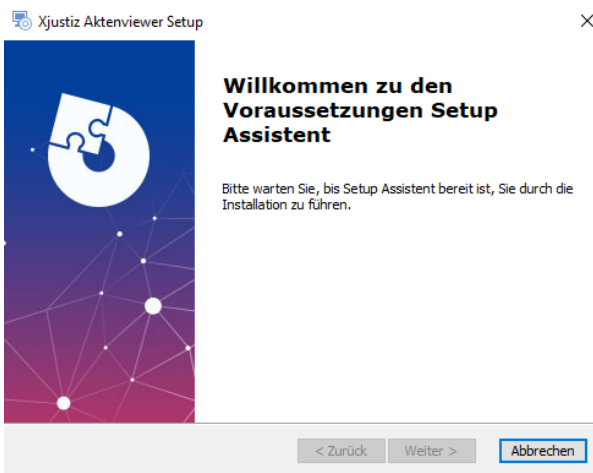 Xjustiz Aktenviewer Setup
Willkommen zu den
Voraussetzungen Setup
Assistent
Bitte warten Sie, bis Setup Assistent bereit ist, Sie durch die
Installation zu führen.
< Zurück
Weiter >
Abbrechen